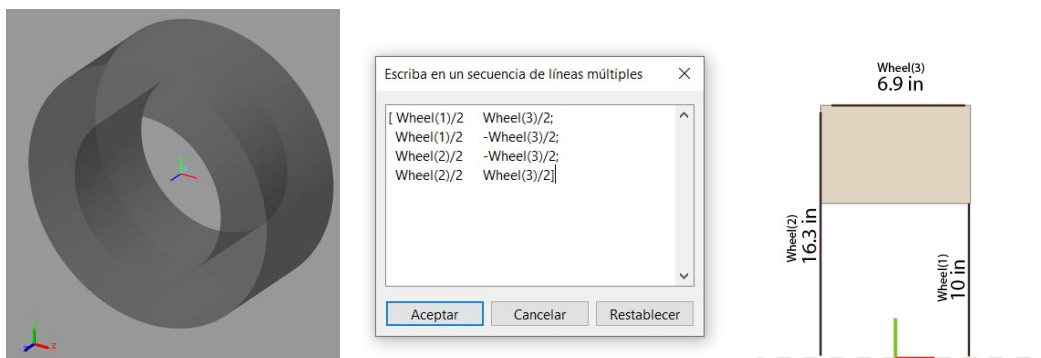 Escriba en un secuencia de líneas múltiples
[ Wheel(1)/2 Wheel(3)/2;
Wheel(1)/2 -Wheel(3)/2;
Wheel(2)/2 -Wheel(3)/2;
Wheel(2)/2 Wheel(3)/2]
Aceptar Cancelar Restablecer
Wheel(3)
6.9 in
Wheel(2)
16.3 in
Wheel(1)
10 in
x